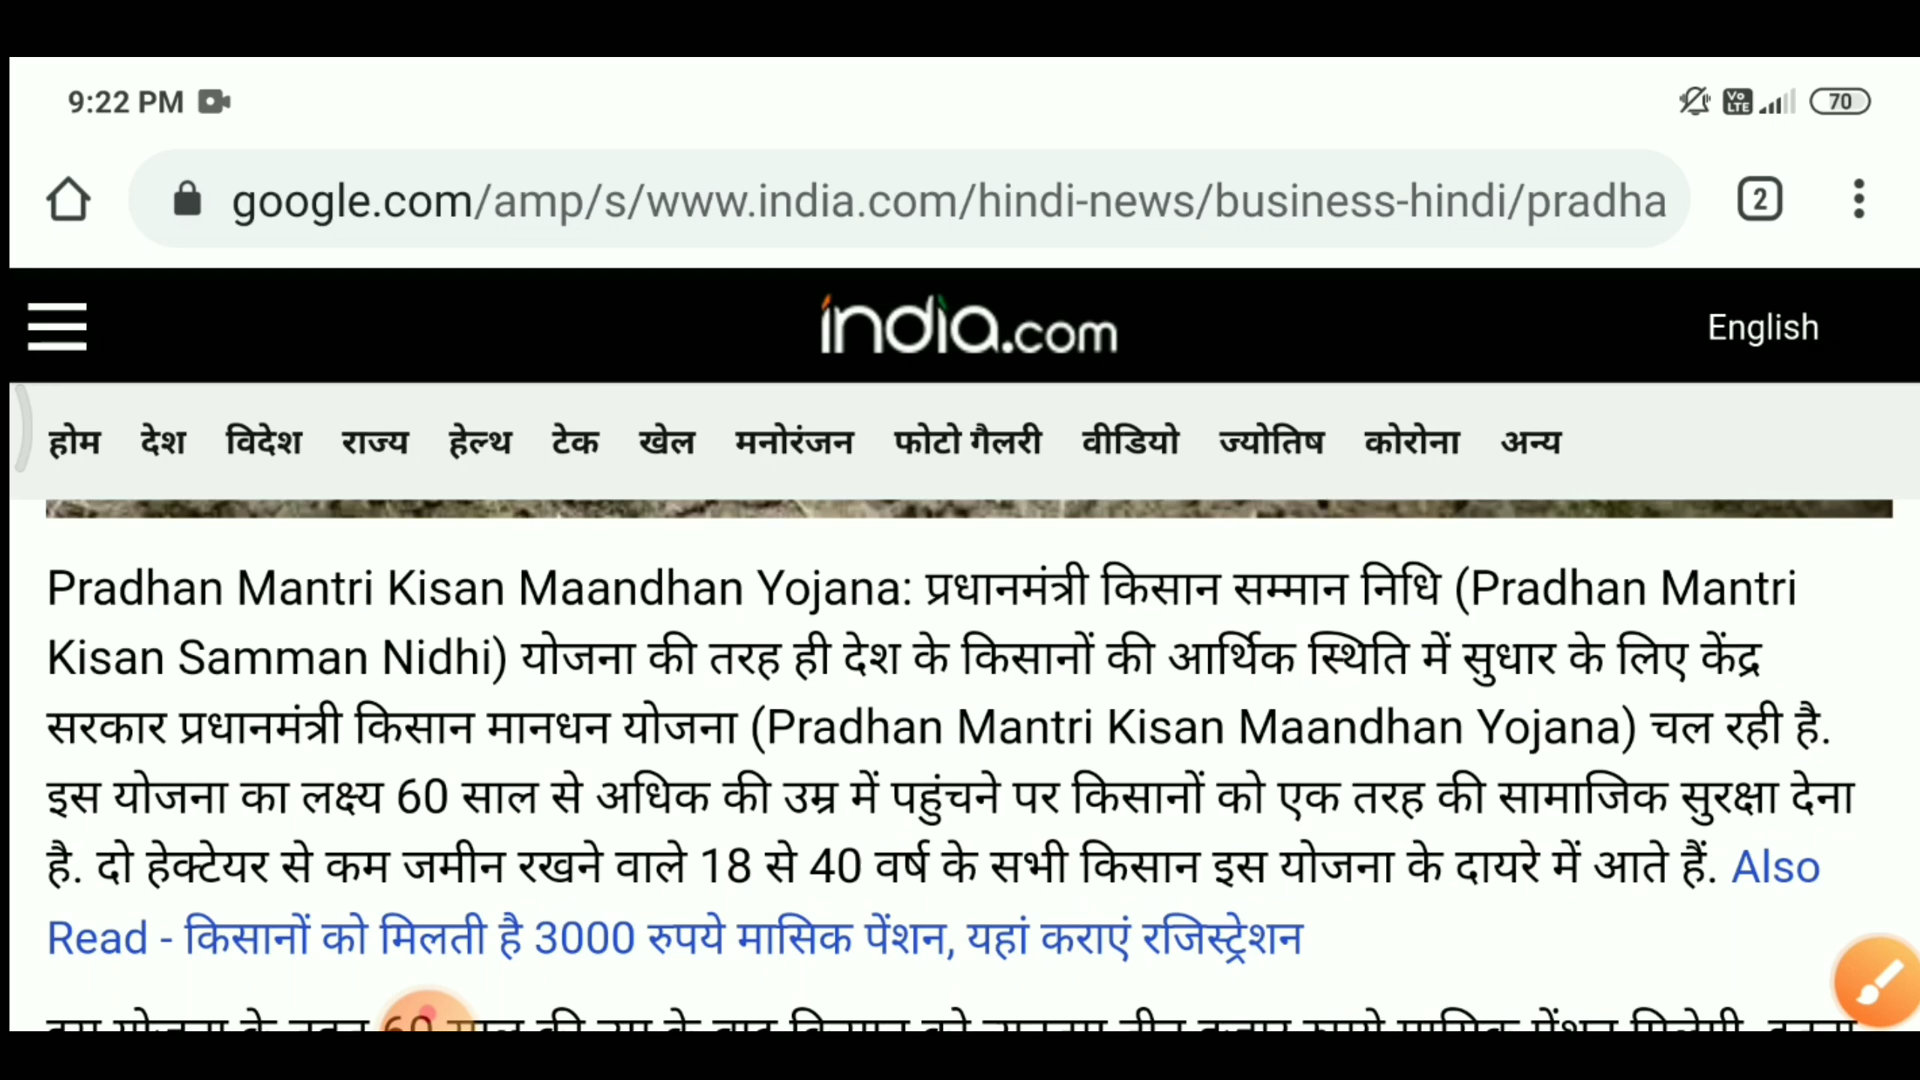 9:22 PM
Vo LTE
70
google.com/amp/s/www.india.com/hindi-news/business-hindi/pradha
2
india.com
English
होम देश विदेश राज्य हेल्थ टेक खेल मनोरंजन फोटो गैलरी वीडियो ज्योतिष कोरोना अन्य
Pradhan Mantri Kisan Maandhan Yojana: प्रधानमंत्री किसान सम्मान निधि (Pradhan Mantri
Kisan Samman Nidhi) योजना की तरह ही देश के किसानों की आर्थिक स्थिति में सुधार के लिए केंद्र
सरकार प्रधानमंत्री किसान मानधन योजना (Pradhan Mantri Kisan Maandhan Yojana) चल रही है.
इस योजना का लक्ष्य 60 साल से अधिक की उम्र में पहुंचने पर किसानों को एक तरह की सामाजिक सुरक्षा देना
है. दो हेक्टेयर से कम जमीन रखने वाले 18 से 40 वर्ष के सभी किसान इस योजना के दायरे में आते हैं. Also
Read - किसानों को मिलती है 3000 रुपये मासिक पेंशन, यहां कराएं रजिस्ट्रेशन